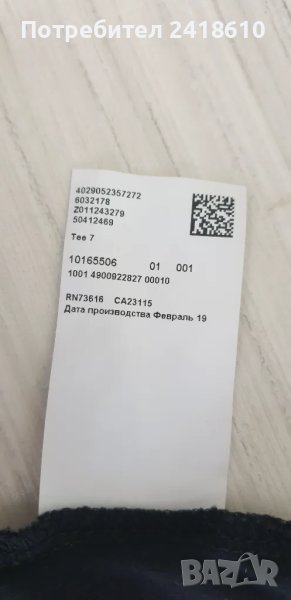 Потребител 2418610
4029052357272
6032178
Z011243279
50412469
Tee 7
10165506 01 001
1001 4900922827 00010
RN73616 CA23115
Дата производства Февраль 19
BAZAR